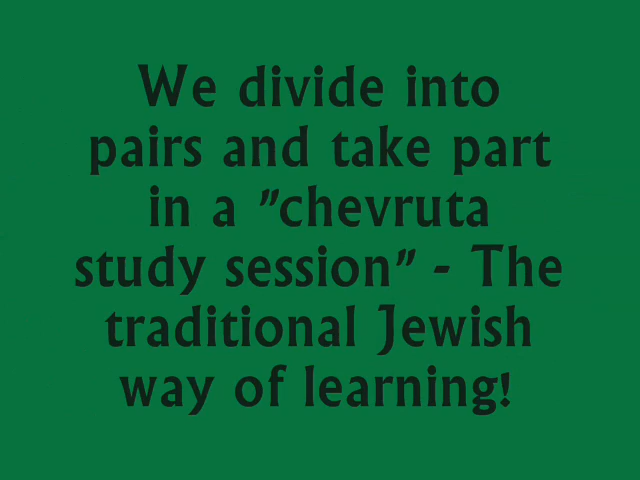 We divide into
pairs and take part
in a "chevruta
study session" - The
traditional Jewish
way of learning!